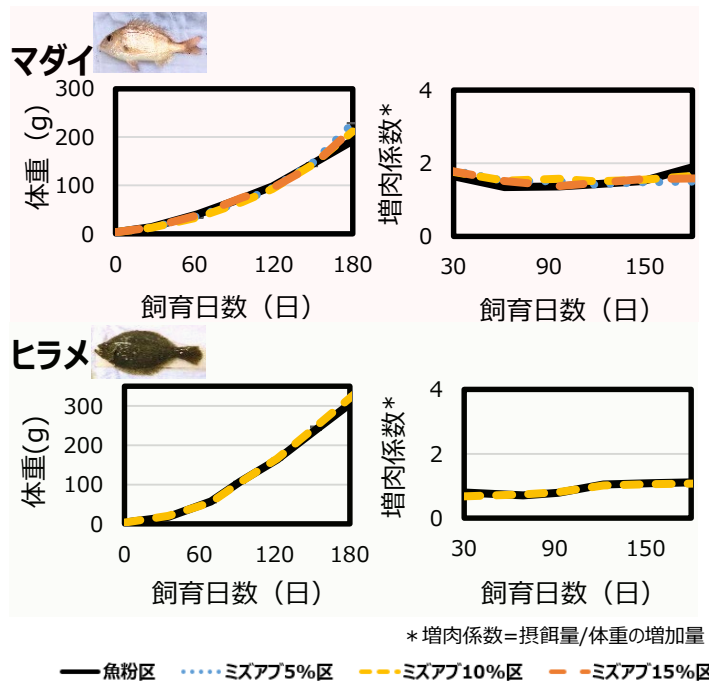 マダイ
体重（g）
300
200
100
0
0 60 120 180
飼育日数（日）
増肉係数*
4
2
0
30 90 150
飼育日数（日）
ヒラメ
体重(g)
300
200
100
0
0 60 120 180
飼育日数（日）
増肉係数*
4
2
0
30 90 150
飼育日数（日）
*増肉係数=摂餌量/体重の増加量
魚粉区 ミズアブ5%区 ミズアブ10%区 ミズアブ15%区